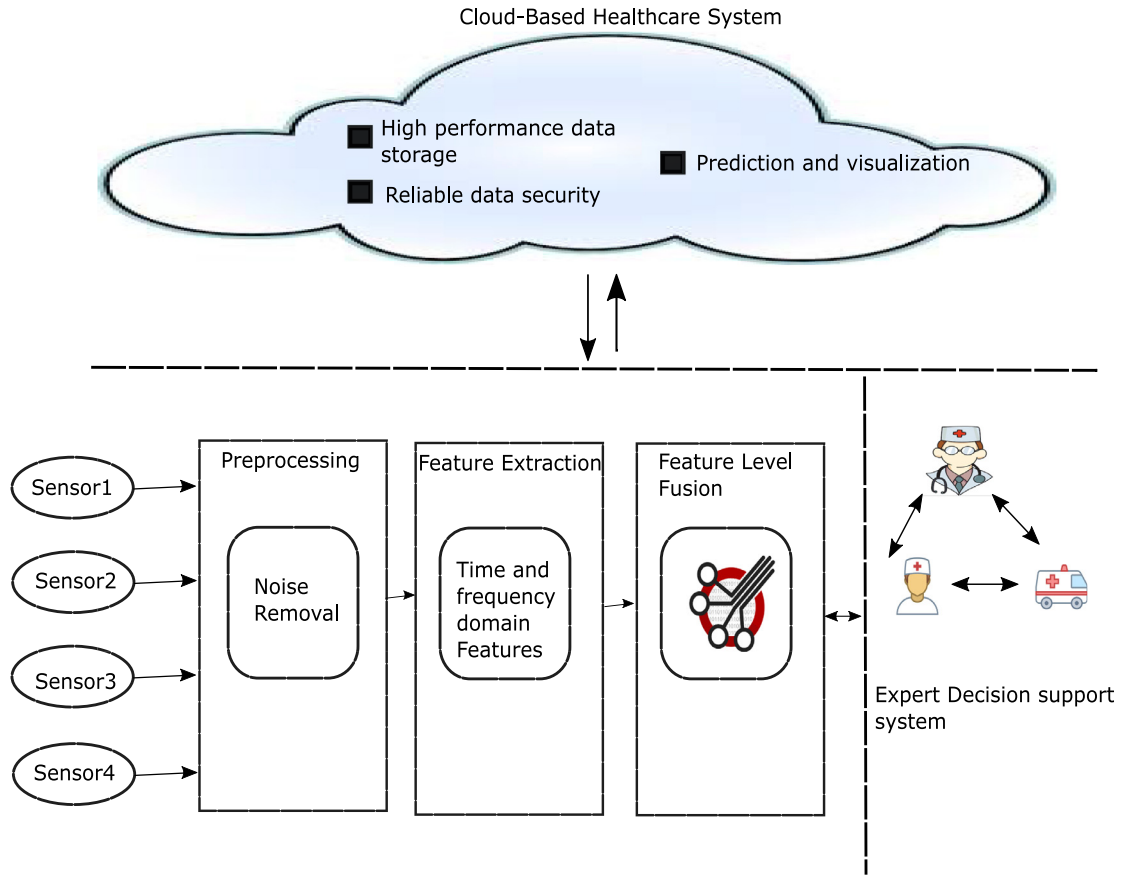 Cloud-Based Healthcare System
High performance data
storage
Reliable data security
Prediction and visualization
Sensor1
Sensor2
Sensor3
Sensor4
Preprocessing
Noise
Removal
Feature Extraction
Time and
frequency
domain
Features
Feature Level
Fusion
Expert Decision support
system